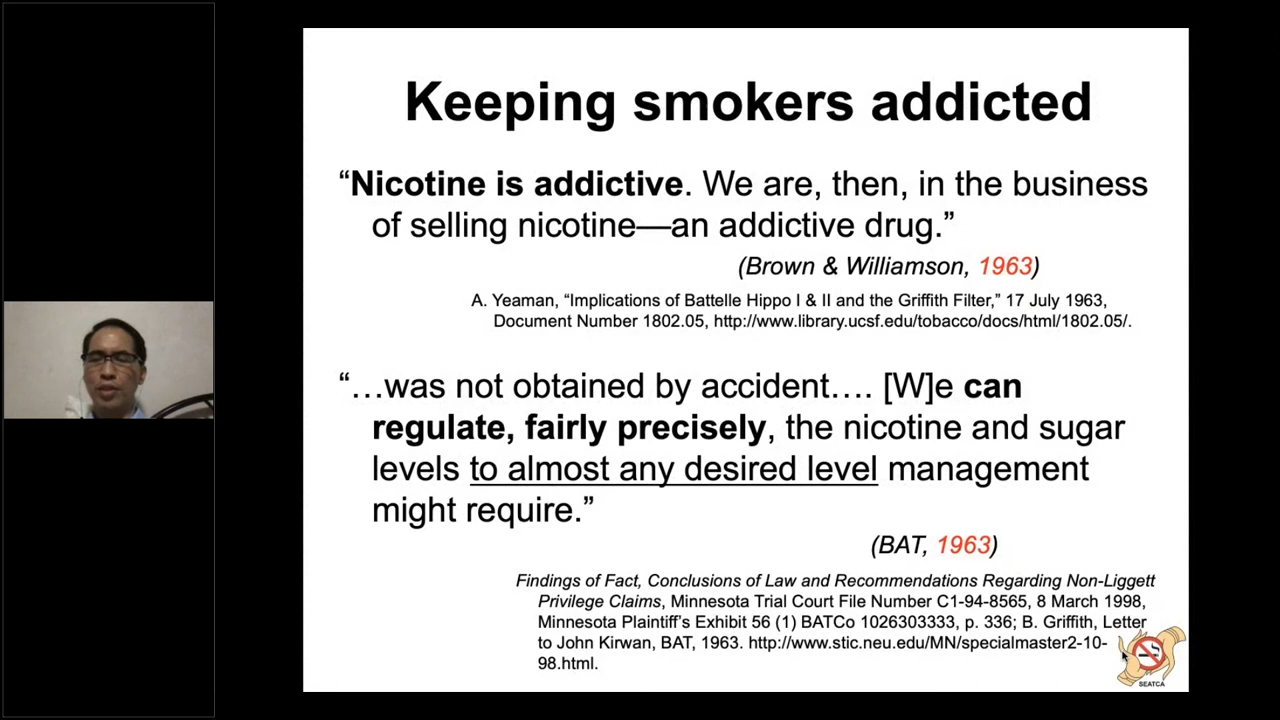 Keeping smokers addicted
“Nicotine is addictive. We are, then, in the business
of selling nicotine—an addictive drug.”
(Brown & Williamson, 1963)
A. Yeaman, “Implications of Battelle Hippo I & II and the Griffith Filter,” 17 July 1963,
Document Number 1802.05, http://www.library.ucsf.edu/tobacco/docs/html/1802.05/.
“…was not obtained by accident…. [W]e can
regulate, fairly precisely, the nicotine and sugar
levels to almost any desired level management
might require.”
(BAT, 1963)
Findings of Fact, Conclusions of Law and Recommendations Regarding Non-Liggett
Privilege Claims, Minnesota Trial Court File Number C1-94-8565, 8 March 1998,
Minnesota Plaintiff’s Exhibit 56 (1) BATCo 1026303333, p. 336; B. Griffith, Letter
to John Kirwan, BAT, 1963. http://www.stic.neu.edu/MN/specialmaster2-10-
98.html.
SEATCA